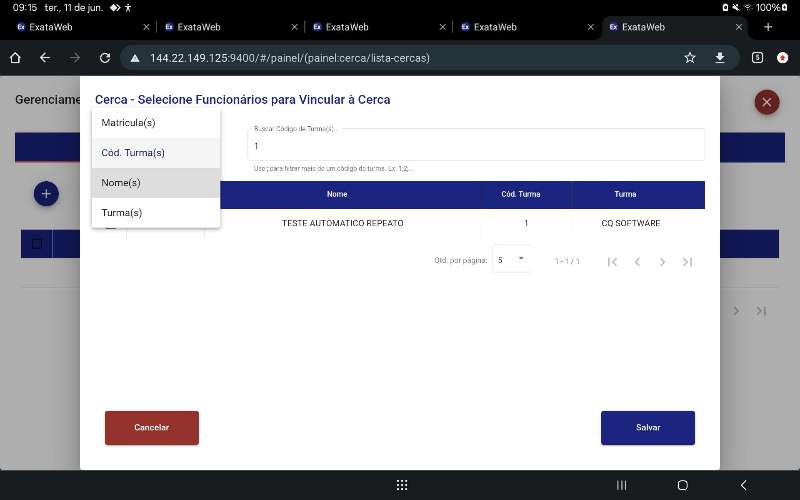 09:15 ter., 11 de jun. 100%
ExataWeb
ExataWeb
ExataWeb
ExataWeb
ExataWeb
144.22.149.125:9400/#/painel/(painel:cerca/lista-cercas)
5
Gerenciame
Cerca - Selecione Funcionários para Vincular à Cerca
Matricula(s)
Cód. Turma(s)
Nome(s)
Turma(s)
Buscar Código de Turma(s)...
1
Use ; para filtrar mais de um código da turma. Ex: 1;2;...
Nome Cód. Turma Turma
TESTE AUTOMATICO REPEATO 1 CQ SOFTWARE
Qtd. por página: 5 1 - 1 / 1
Cancelar
Salvar